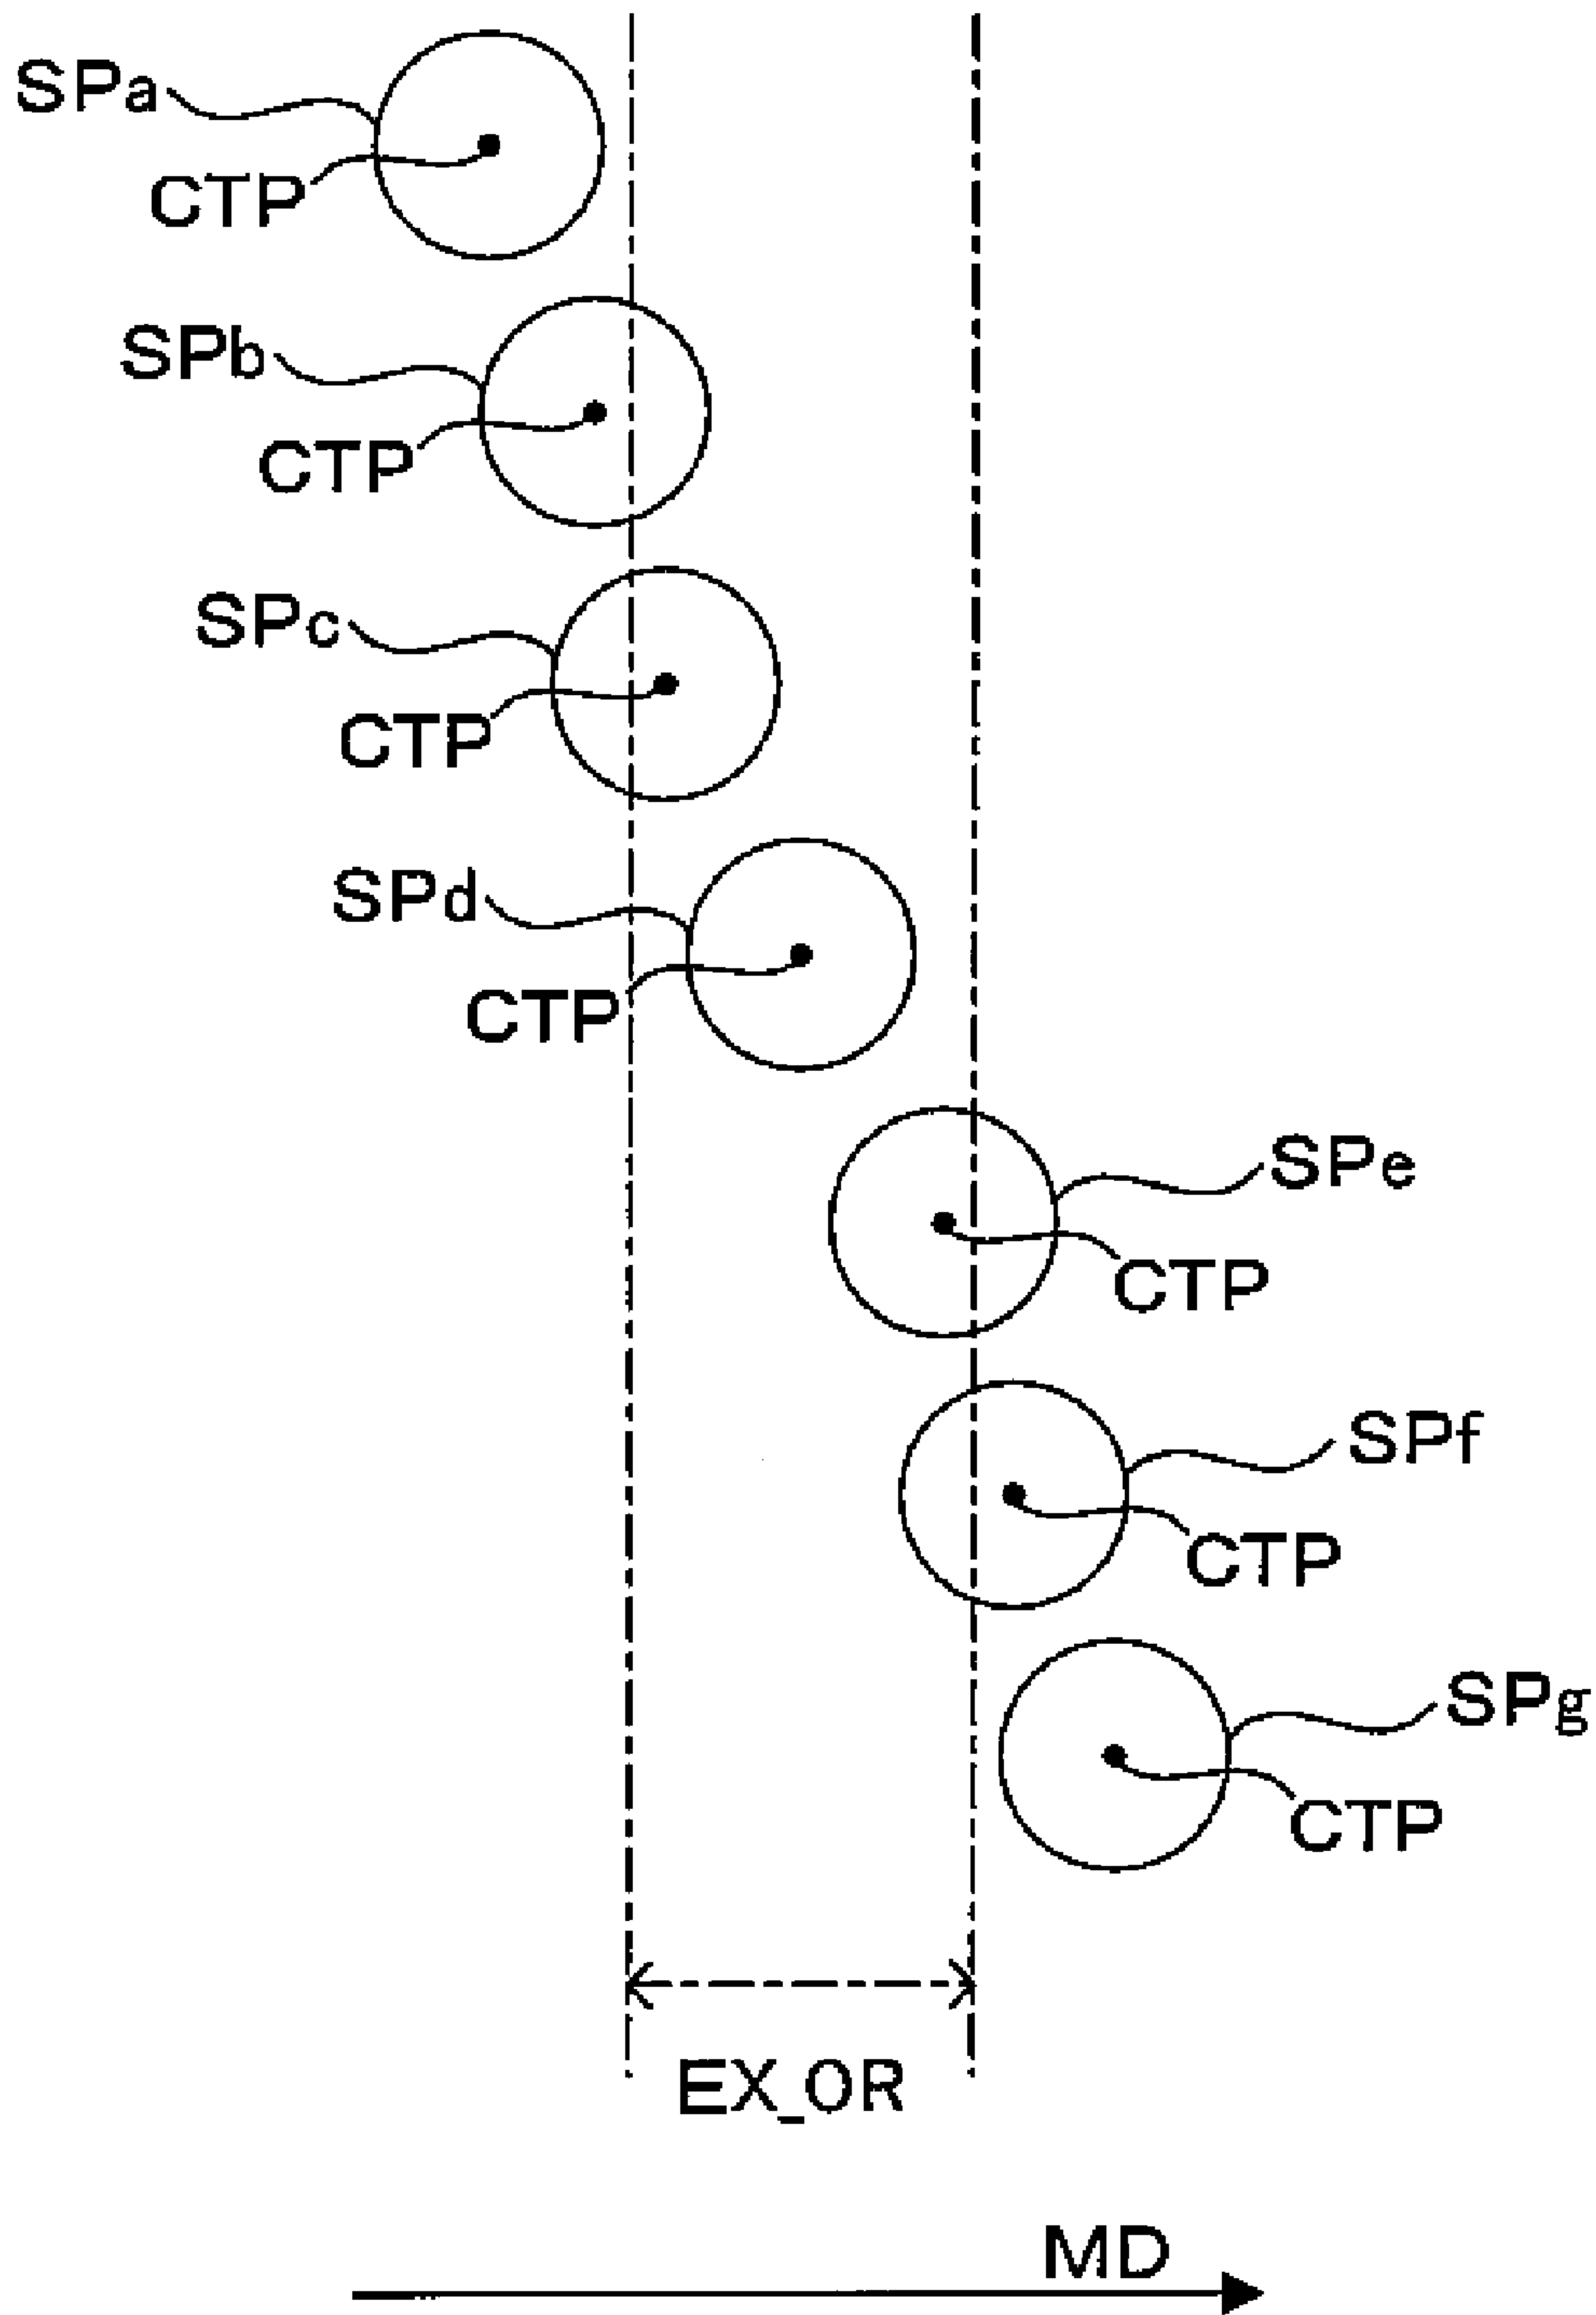 SPa
CTP
SPb
CTP
SPc
CTP
SPd
CTP
SPe
CTP
SPf
CTP
SPg
CTP
EX_OR
MD